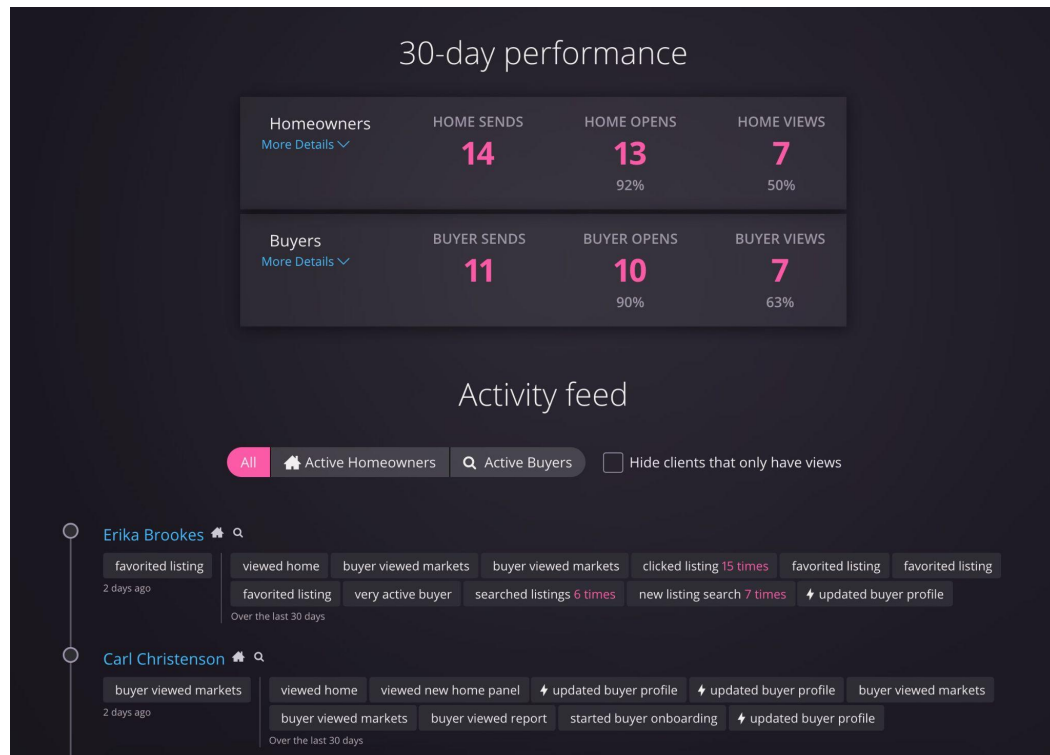 30-day performance
Homeowners HOME SENDS HOME OPENS HOME VIEWS
More Details 14 13 7
92% 50%
Buyers BUYER SENDS BUYER OPENS BUYER VIEWS
More Details 11 10 7
90% 63%
Activity feed
All Active Homeowners Active Buyers Hide clients that only have views
Erika Brookes
favorited listing viewed home buyer viewed markets buyer viewed markets clicked listing 15 times favorited listing favorited listing
2 days ago favorited listing very active buyer searched listings 6 times new listing search 7 times updated buyer profile
Over the last 30 days
Carl Christenson
buyer viewed markets viewed home viewed new home panel updated buyer profile updated buyer profile buyer viewed markets
2 days ago buyer viewed markets buyer viewed report started buyer onboarding updated buyer profile
Over the last 30 days